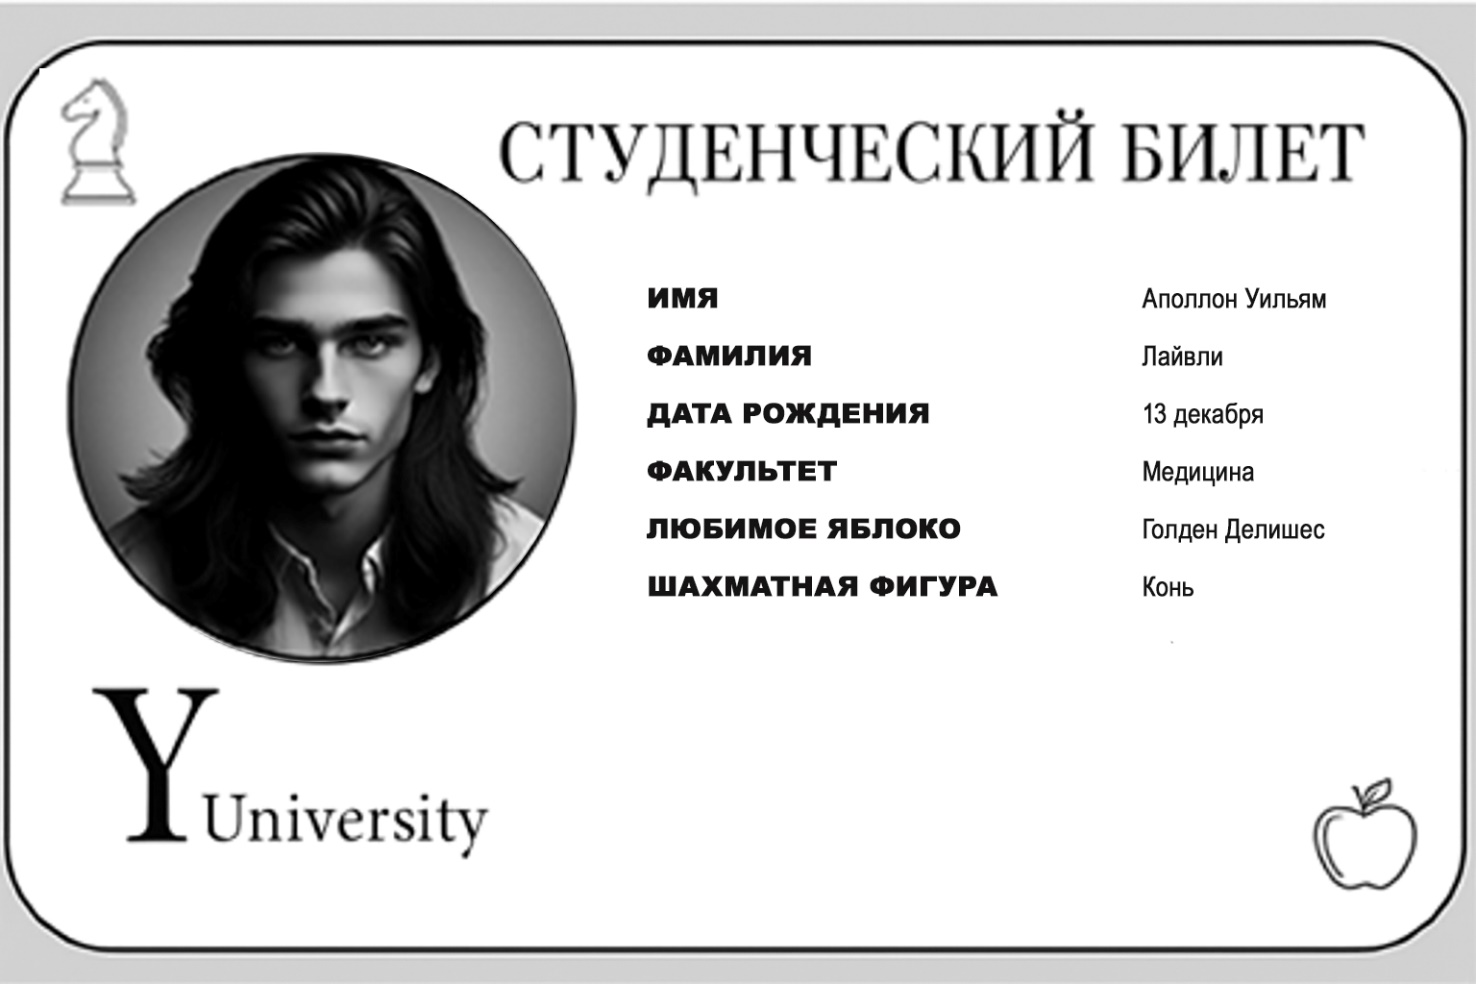 СТУДЕНЧЕСКИЙ БИЛЕТ
ИМЯ Аполлон Уильям
ФАМИЛИЯ Лайвли
ДАТА РОЖДЕНИЯ 13 декабря
ФАКУЛЬТЕТ Медицина
ЛЮБИМОЕ ЯБЛОКО Голден Делишес
ШАХМАТНАЯ ФИГУРА Конь
Y University